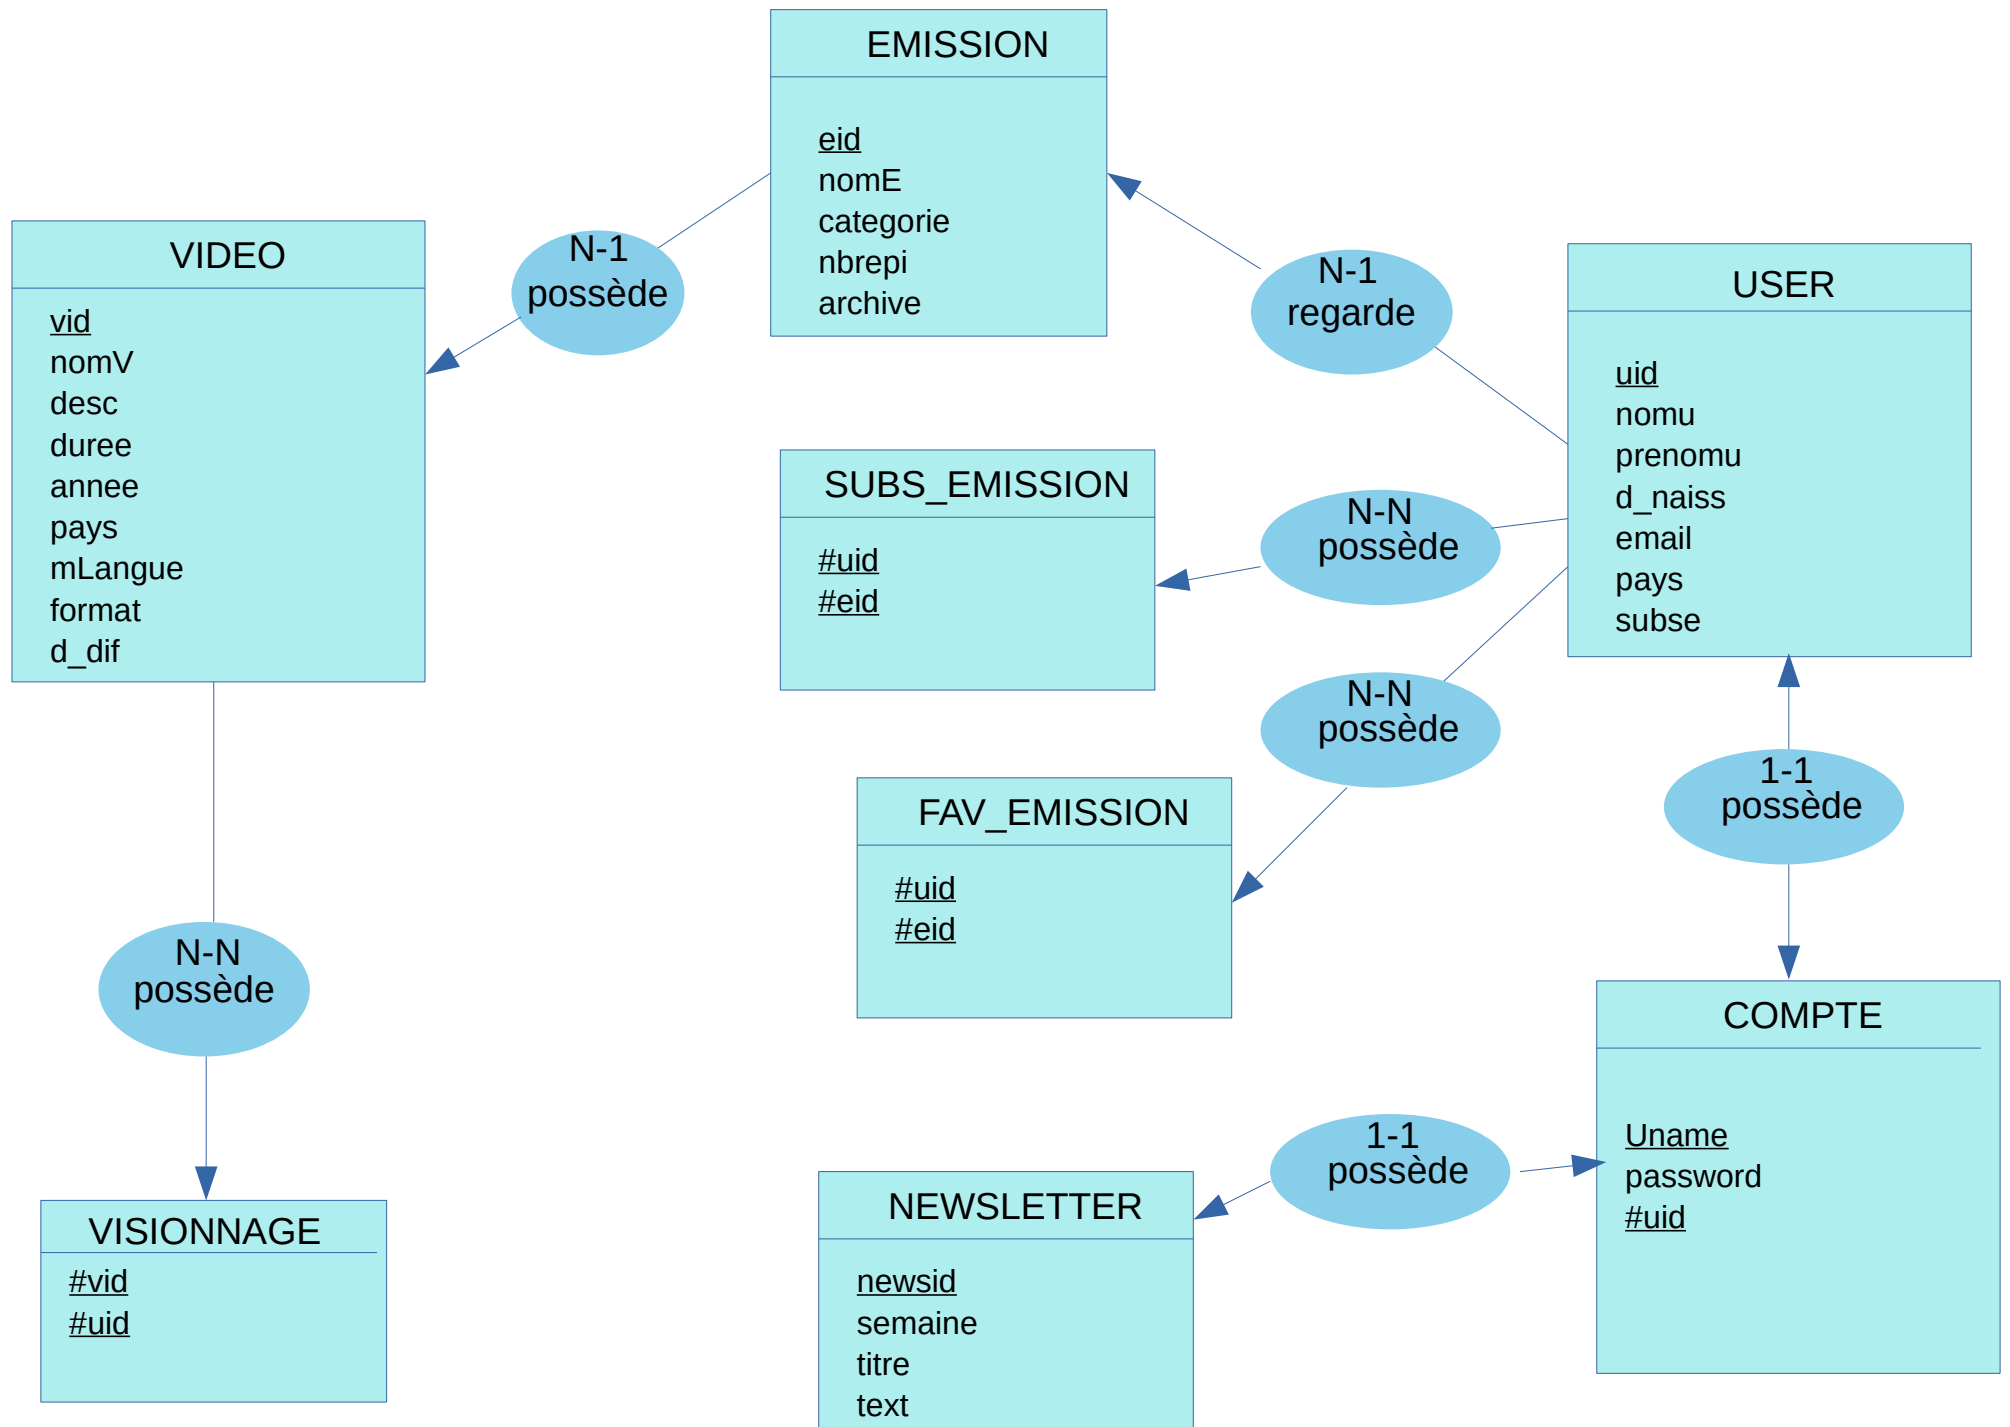 EMISSION
eid
nomE
categorie
nbrepi
archive
N-1
possède
VIDEO
vid
nomV
desc
duree
annee
pays
mLangue
format
d_dif
N-1
regarde
USER
uid
nomu
prenomu
d_naiss
email
pays
subse
SUBS_EMISSION
#uid
#eid
N-N
possède
N-N
possède
FAV_EMISSION
#uid
#eid
1-1
possède
N-N
possède
COMPTE
Uname
password
#uid
1-1
possède
NEWSLETTER
newsid
semaine
titre
text
VISIONNAGE
#vid
#uid